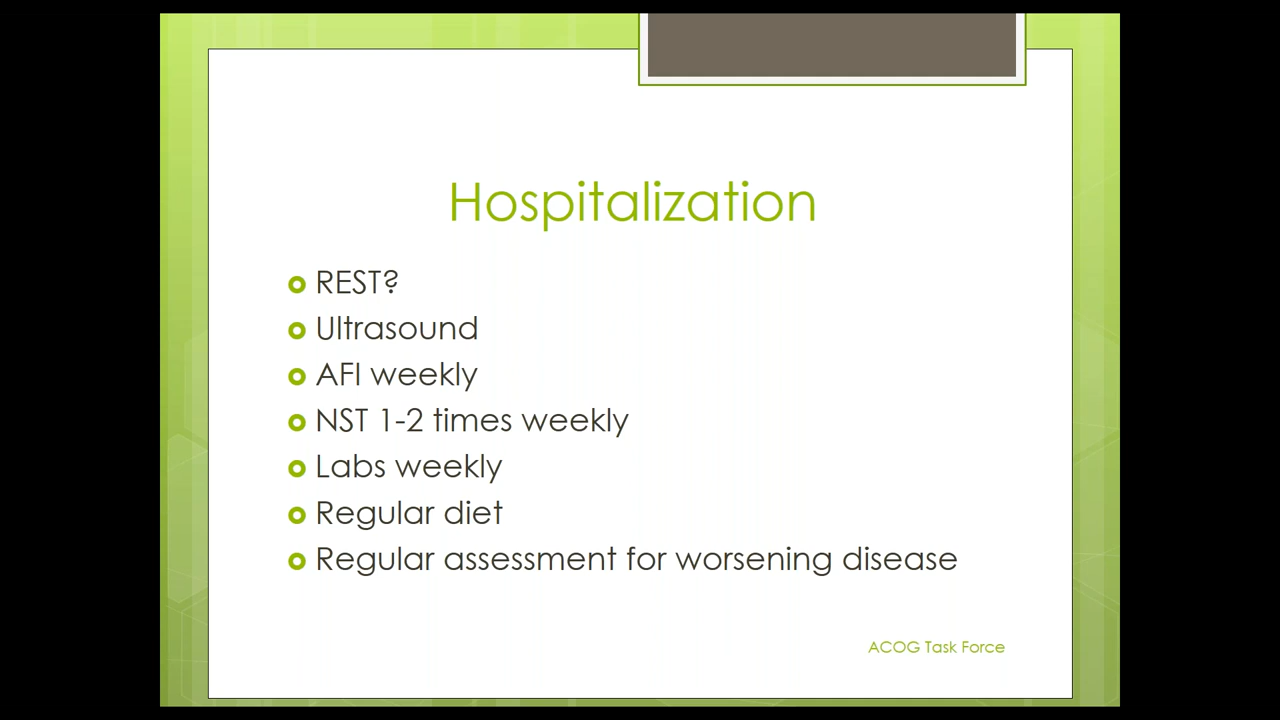 Hospitalization
REST?
Ultrasound
AFI weekly
NST 1-2 times weekly
Labs weekly
Regular diet
Regular assessment for worsening disease
ACOG Task Force